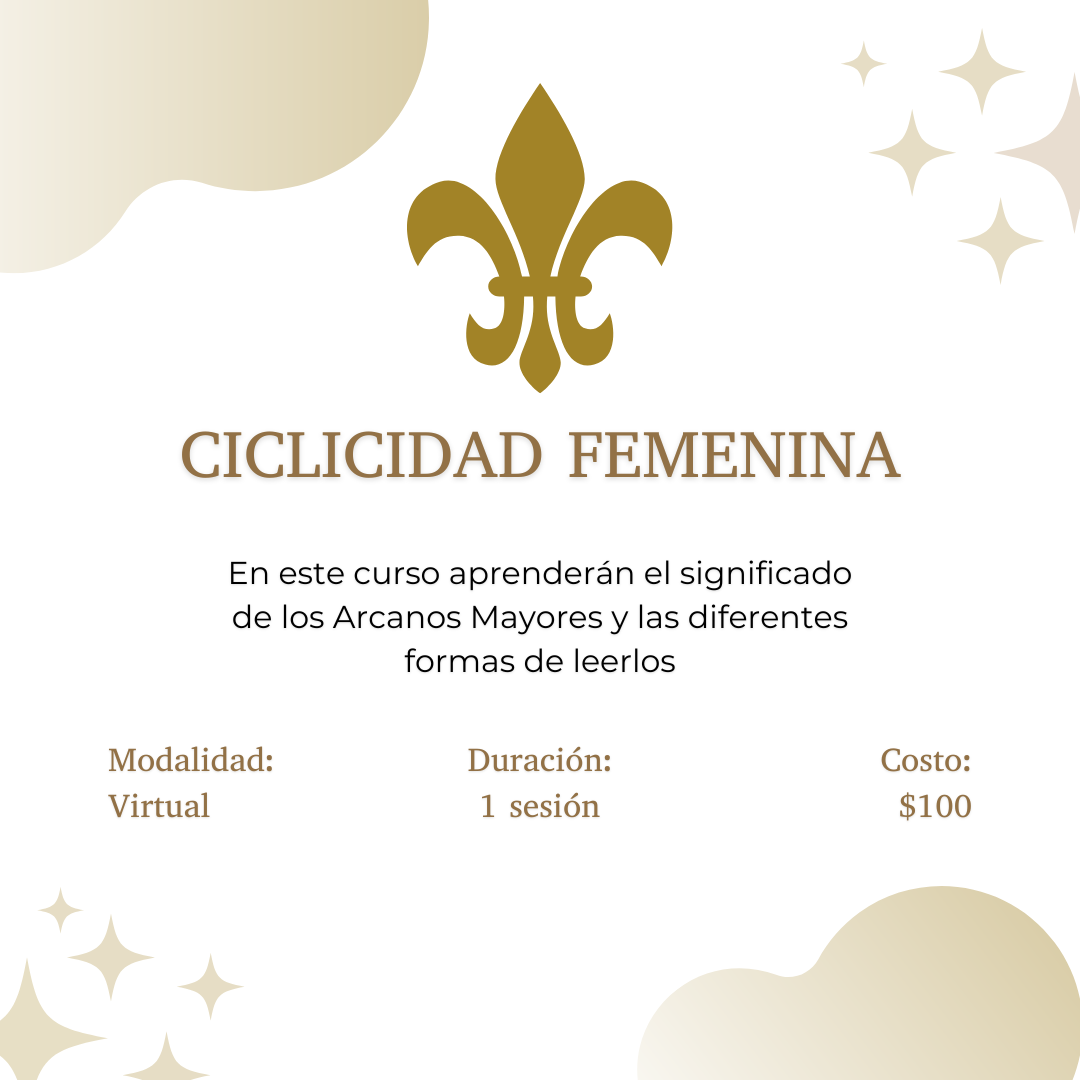 CICLICIDAD FEMENINA
En este curso aprenderán el significado
de los Arcanos Mayores y las diferentes
formas de leerlos
Modalidad:
Virtual
Duración:
1 sesión
Costo:
$100